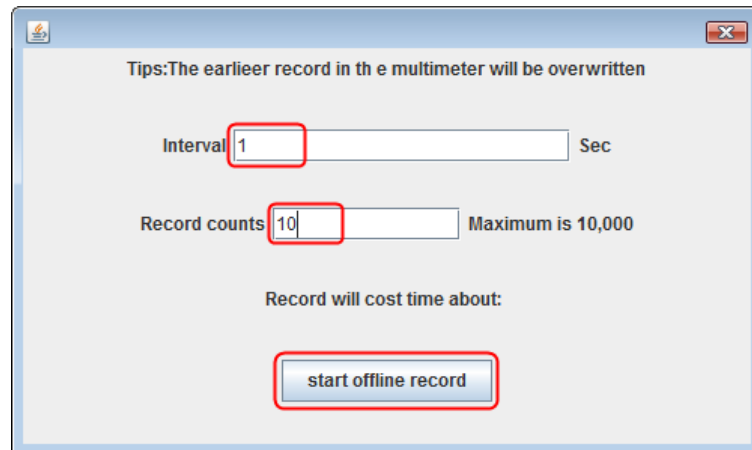 Tips:The earlieer record in th e multimeter will be overwritten
Interval 1 Sec
Record counts 10 Maximum is 10,000
Record will cost time about:
start offline record